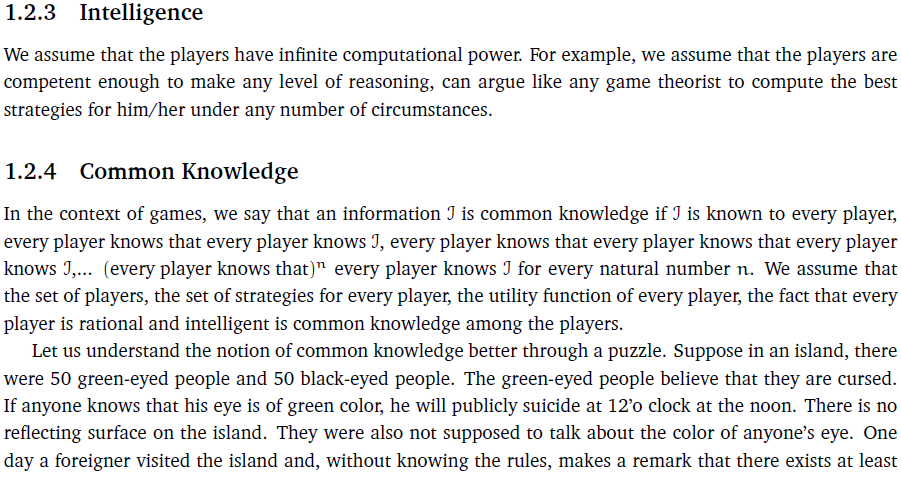 1.2.3 Intelligence
We assume that the players have infinite computational power. For example, we assume that the players are
competent enough to make any level of reasoning, can argue like any game theorist to compute the best
strategies for him/her under any number of circumstances.
1.2.4 Common Knowledge
In the context of games, we say that an information ℐ is common knowledge if ℐ is known to every player,
every player knows that every player knows ℐ, every player knows that every player knows that every player
knows ℐ,... (every player knows that)ⁿ every player knows ℐ for every natural number n. We assume that
the set of players, the set of strategies for every player, the utility function of every player, the fact that every
player is rational and intelligent is common knowledge among the players.
Let us understand the notion of common knowledge better through a puzzle. Suppose in an island, there
were 50 green-eyed people and 50 black-eyed people. The green-eyed people believe that they are cursed.
If anyone knows that his eye is of green color, he will publicly suicide at 12’o clock at the noon. There is no
reflecting surface on the island. They were also not supposed to talk about the color of anyone’s eye. One
day a foreigner visited the island and, without knowing the rules, makes a remark that there exists at least